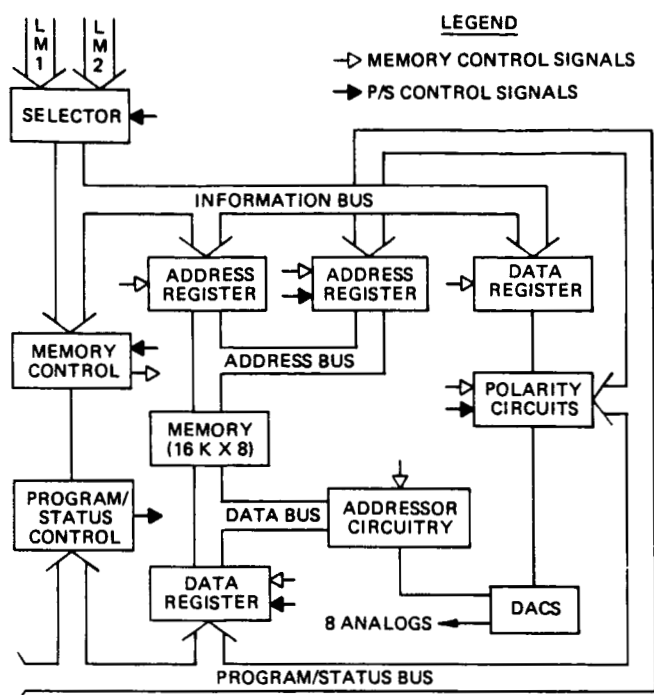 LM1
LM2
LEGEND
MEMORY CONTROL SIGNALS
P/S CONTROL SIGNALS
SELECTOR
INFORMATION BUS
ADDRESS
REGISTER
ADDRESS
REGISTER
DATA
REGISTER
MEMORY
CONTROL
ADDRESS BUS
POLARITY
CIRCUITS
MEMORY
(16 K X 8)
PROGRAM/
STATUS
CONTROL
DATA BUS
ADDRESSOR
CIRCUITRY
DATA
REGISTER
DACS
8 ANALOGS
PROGRAM/STATUS BUS